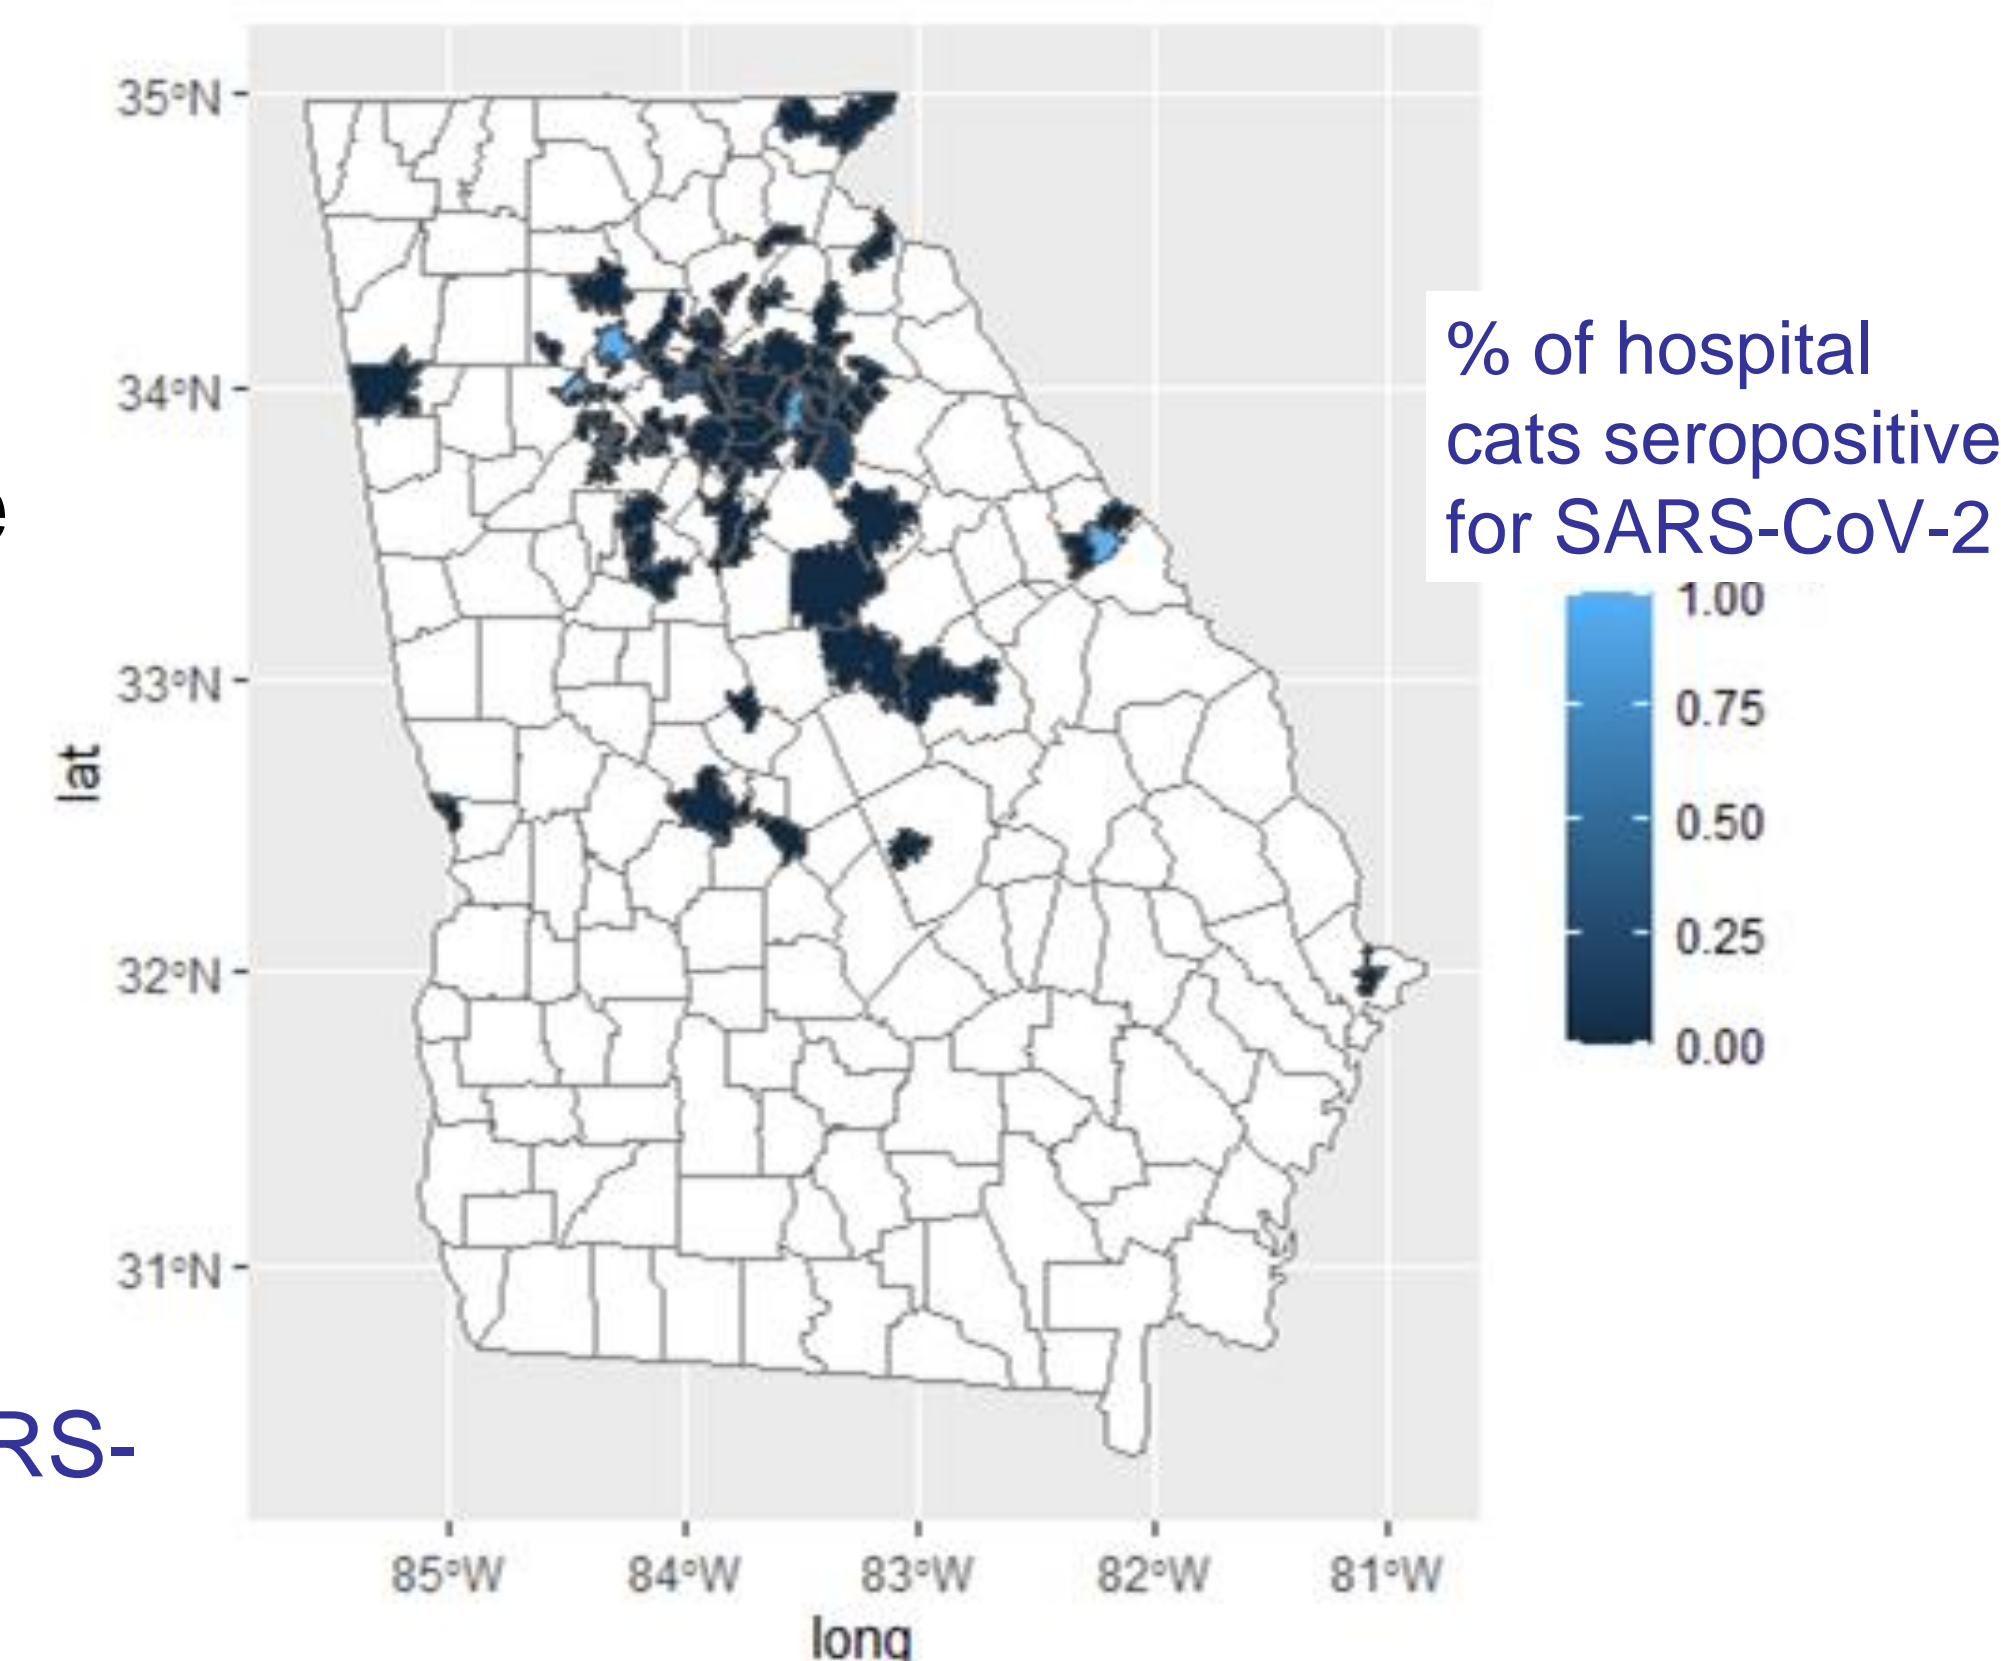 35°N
34°N
33°N
32°N
31°N
lat
85°W
84°W
83°W
82°W
81°W
long
% of hospital
cats seropositive
for SARS-CoV-2
1.00
0.75
0.50
0.25
0.00
e
RS-